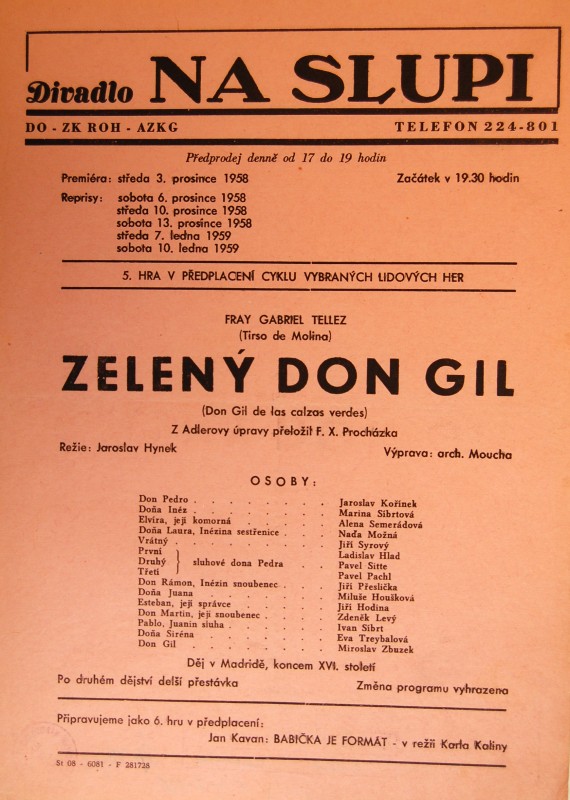 Divadlo NA SLUPI
DO - ZK ROH - AZKG TELEFON 224-801
Předprodej denně od 17 do 19 hodin
Premiéra: středa 3. prosince 1958 Začátek v 19.30 hodin
Reprisy: sobota 6. prosince 1958
středa 10. prosince 1958
sobota 13. prosince 1958
středa 7. ledna 1959
sobota 10. ledna 1959
5. HRA V PŘEDPLACENÍ CYKLU VYBRANÝCH LIDOVÝCH HER
FRAY GABRIEL TELLEZ
(Tirso de Molina)
ZELENÝ DON GIL
(Don Gil de las calzas verdes)
Z Adlerovy úpravy přeložil F. X. Procházka
Režie: Jaroslav Hynek Výprava: arch. Moucha
OSOBY:
Don Pedro . . . . . . . Jaroslav Kořínek
Doña Inéz . . . . . . . Marina Sibrtová
Elvíra, její komorná . . . . . Alena Semerádová
Doña Laura, Inézina sestřenice . . . Naďa Možná
Vrátný . . . . . . . Jiří Syrový
První Ladislav Hlad
Druhý } sluhové dona Pedra . . Pavel Sitte
Třetí Pavel Pachl
Don Rámon, Inézin snoubenec . . . Jiří Přeslička
Doña Juana . . . . . . Miluše Houšková
Esteban, její správce . . . . . Jiří Hodina
Don Martin, její snoubenec . . . . Zdeněk Levý
Pablo, Juanin sluha . . . . . Ivan Sibrt
Doña Siréna . . . . . . Eva Treybalová
Don Gil . . . . . . . Miroslav Zbuzek
Děj v Madridě, koncem XVI. století
Po druhém dějství delší přestávka Změna programu vyhrazena
Připravujeme jako 6. hru v předplacení:
Jan Kavan: BABIČKA JE FORMÁT - v režii Karla Kaliny
St 08 - 6081 - F 281728